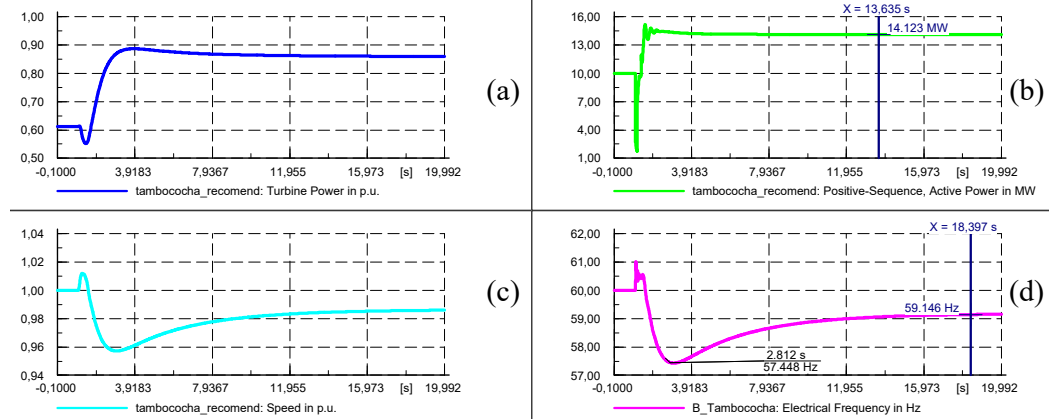 1,00
0,90
0,80
0,70
0,60
0,50
-0,1000 3,9183 7,9367 11,955 15,973 [s] 19,992
tambococha_recomend: Turbine Power in p.u.
(a)
X = 13,635 s
16,00
13,00
10,00
7,00
4,00
1,00
14.123 MW
-0,1000 3,9183 7,9367 11,955 15,973 [s] 19,992
tambococha_recomend: Positive-Sequence, Active Power in MW
(b)
1,04
1,02
1,00
0,98
0,96
0,94
-0,1000 3,9183 7,9367 11,955 15,973 [s] 19,992
tambococha_recomend: Speed in p.u.
(c)
X = 18,397 s
62,00
61,00
60,00
59,00
58,00
57,00
59.146 Hz
2.812 s
57.448 Hz
-0,1000 3,9183 7,9367 11,955 15,973 [s] 19,992
B_Tambococha: Electrical Frequency in Hz
(d)